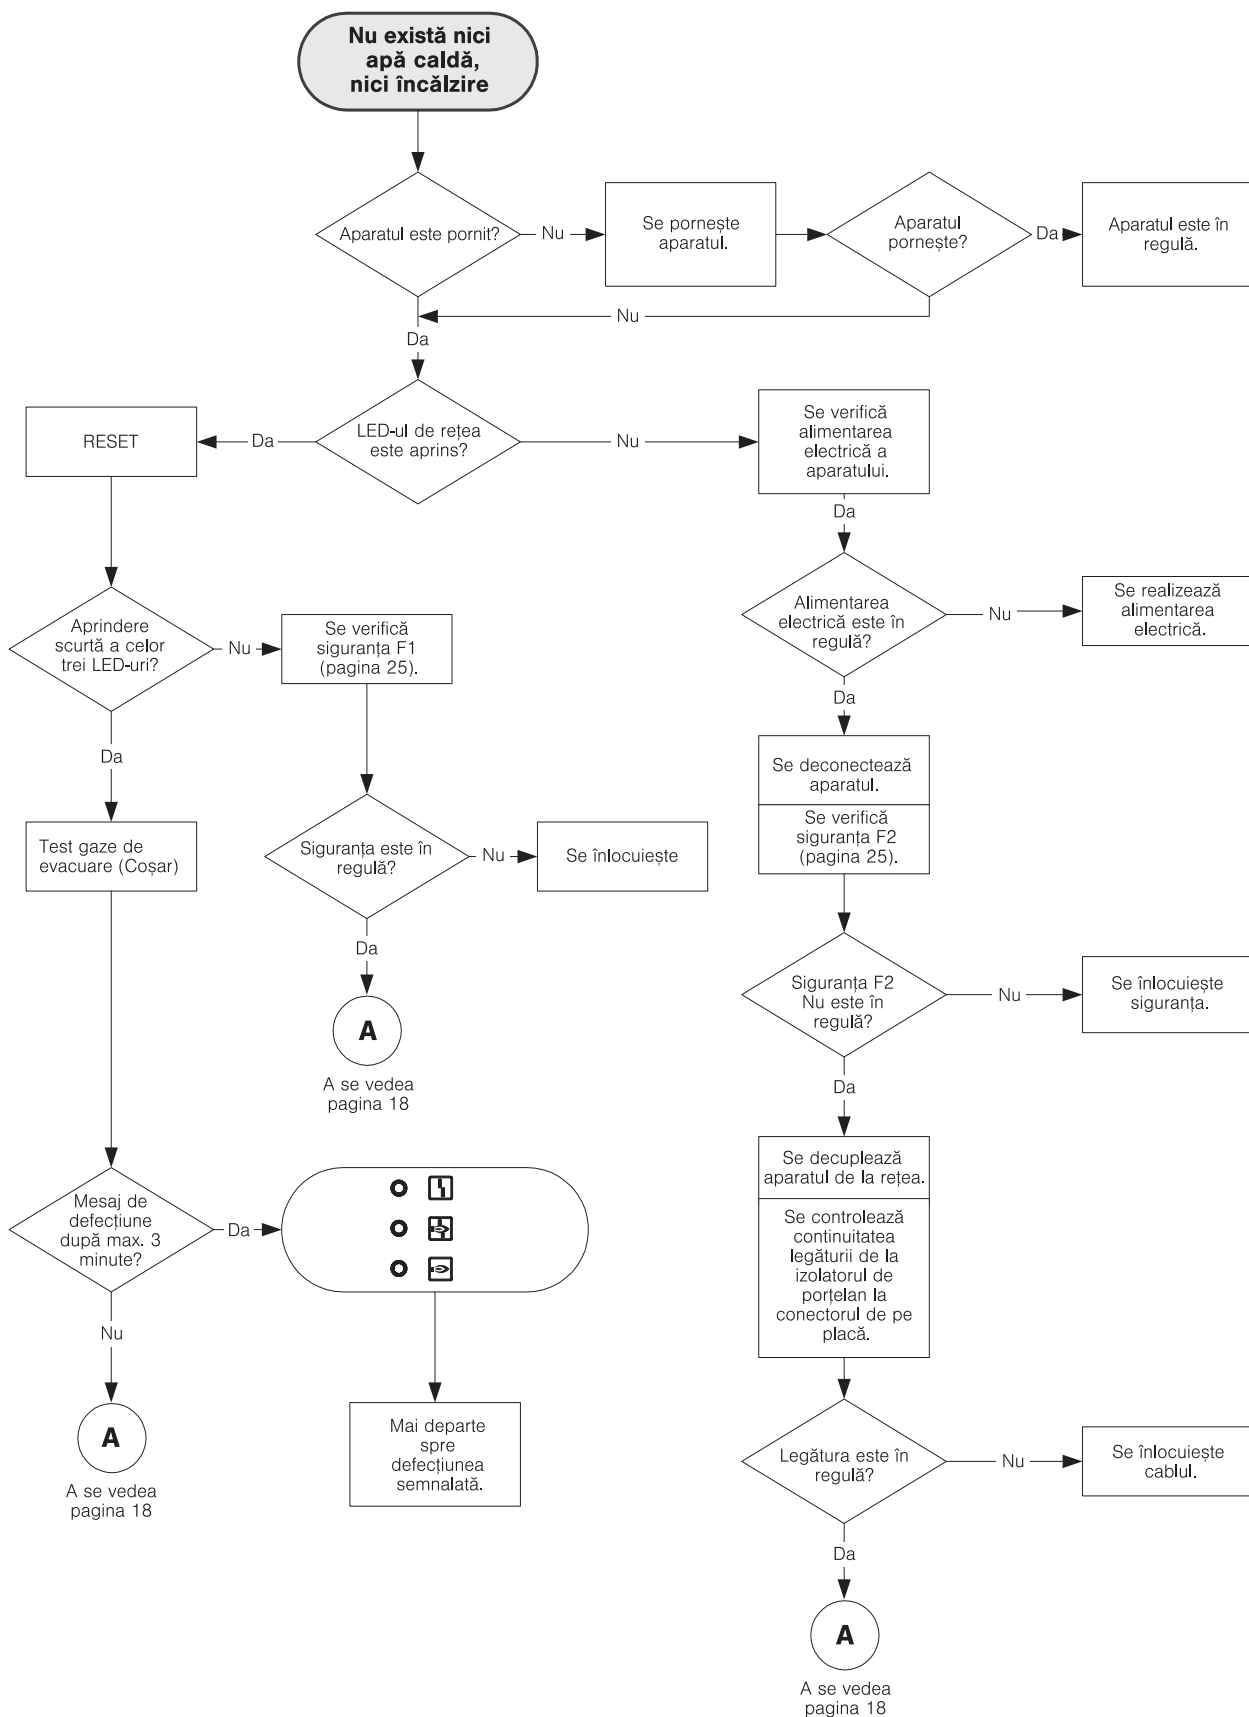 Nu există nici
apă caldă,
nici încălzire
Aparatul este pornit?
Nu
Se pornește
aparatul.
Aparatul
pornește?
Da
Aparatul este în
regulă.
Nu
Da
RESET
Da
LED-ul de rețea
este aprins?
Nu
Se verifică
alimentarea
electrică a
aparatului.
Da
Aprindere
scurtă a celor
trei LED-uri?
Nu
Se verifică
siguranța F1
(pagina 25).
Alimentarea
electrică este în
regulă?
Nu
Se realizează
alimentarea
electrică.
Da
Da
Se deconectează
aparatul.
Se verifică
siguranța F2
(pagina 25).
Test gaze de
evacuare (Coșar)
Siguranța este în
regulă?
Nu
Se înlocuiește
Da
Siguranța F2
Nu este în
regulă?
Nu
Se înlocuiește
siguranța.
A
A se vedea
pagina 18
Da
Se decuplează
aparatul de la rețea.
Se controlează
continuitatea
legăturii de la
izolatorul de
porțelan la
conectorul de pe
placă.
Mesaj de
defecțiune
după max. 3
minute?
Da
Nu
Mai departe
spre
defecțiunea
semnalată.
A
A se vedea
pagina 18
Legătura este în
regulă?
Nu
Se înlocuiește
cablul.
Da
A
A se vedea
pagina 18